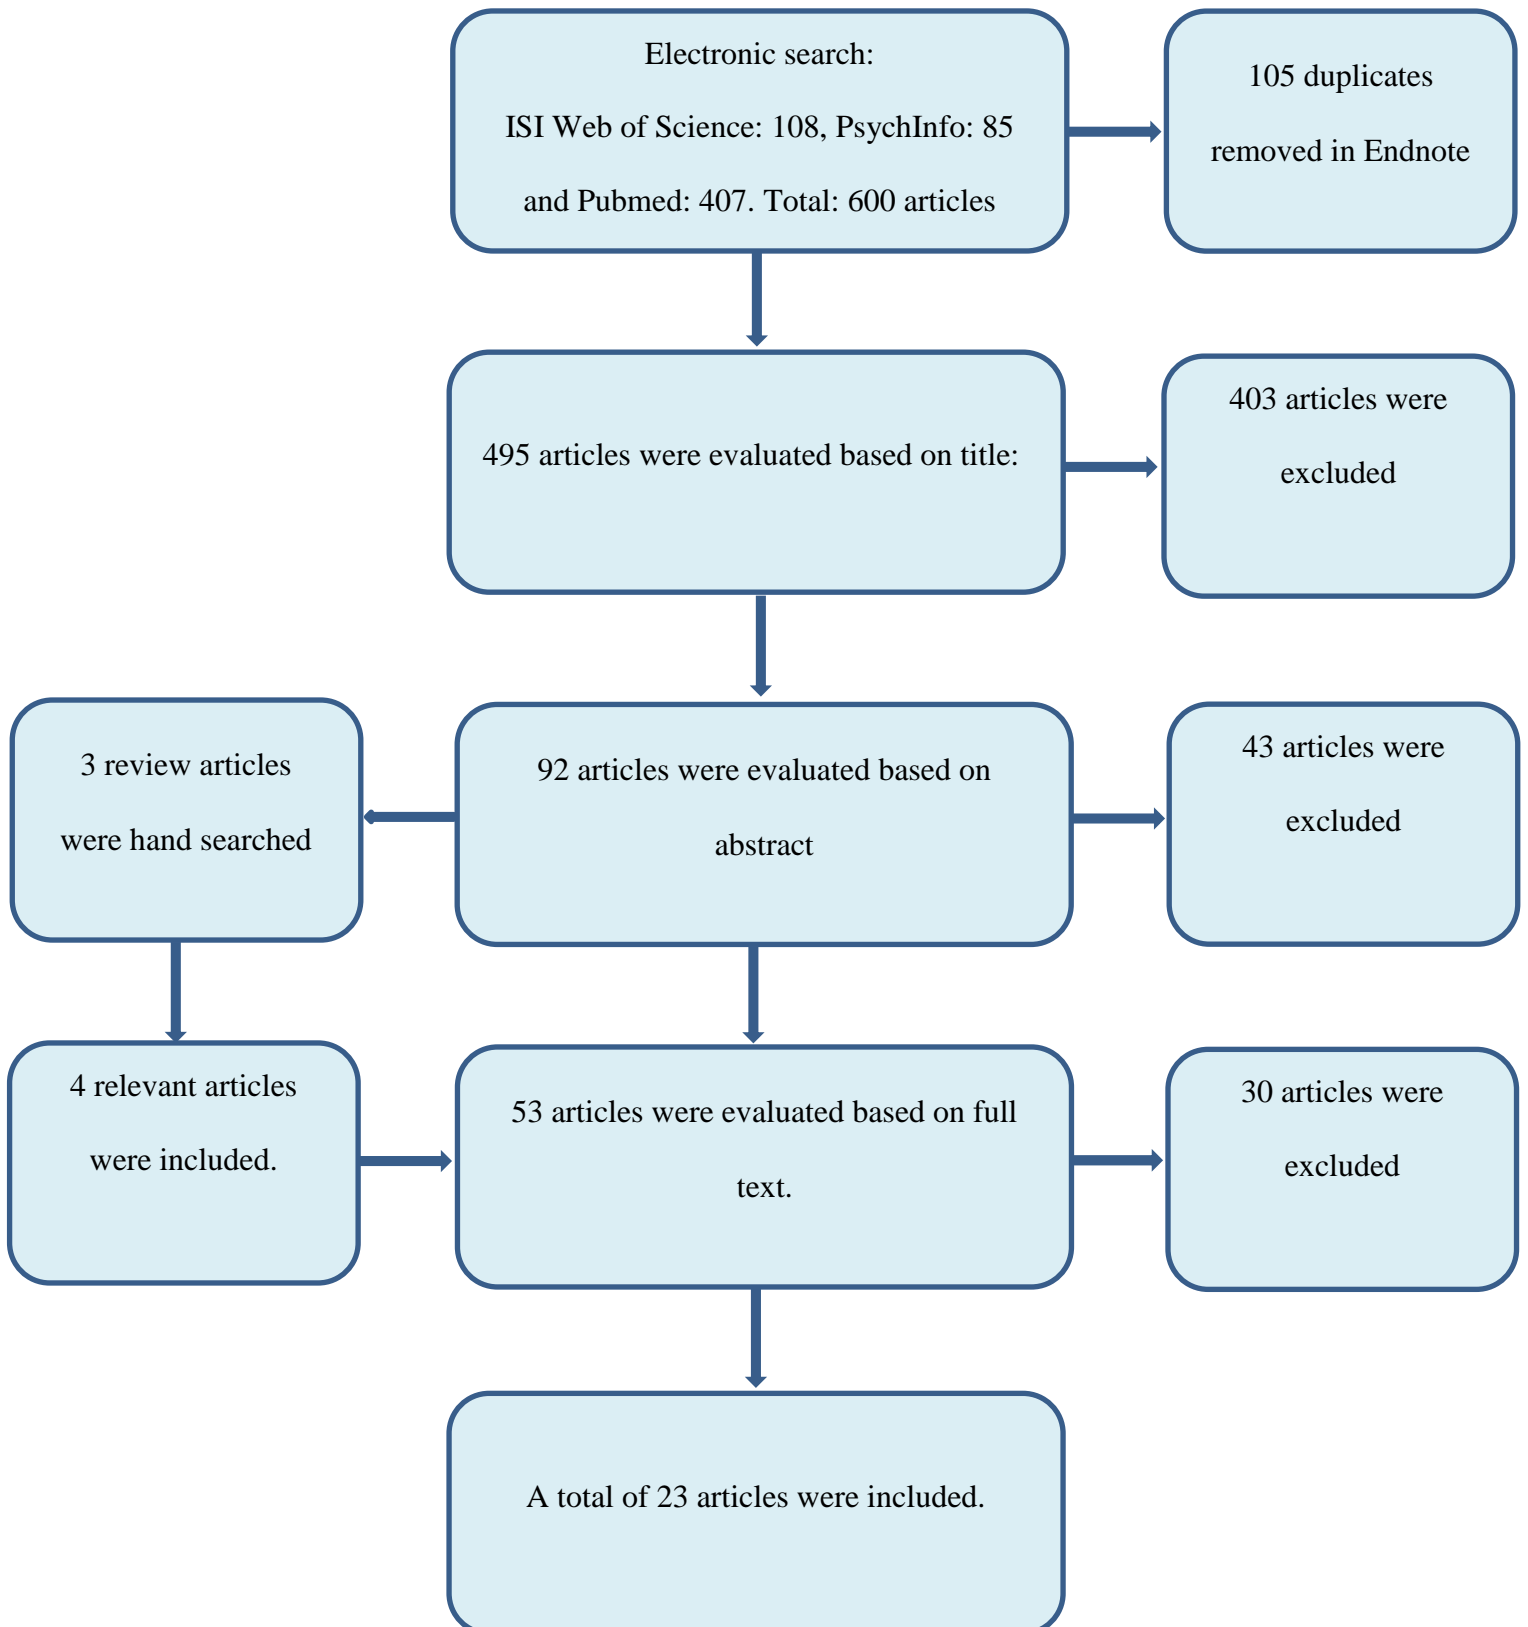 Electronic search:
ISI Web of Science: 108, PsychInfo: 85
and Pubmed: 407. Total: 600 articles
105 duplicates
removed in Endnote
495 articles were evaluated based on title:
403 articles were
excluded
3 review articles
were hand searched
92 articles were evaluated based on
abstract
43 articles were
excluded
4 relevant articles
were included.
53 articles were evaluated based on full
text.
30 articles were
excluded
A total of 23 articles were included.